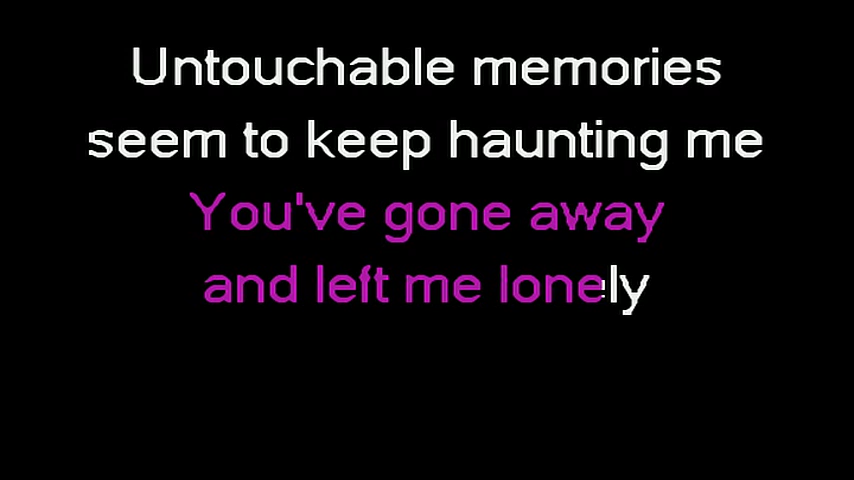 Untouchable memories
seem to keep haunting me
You've gone away
and left me lonely